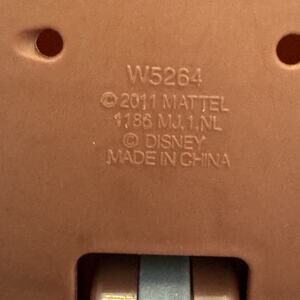 W5264
© 2011 MATTEL
1186 MJ,1,NL
© DISNEY
MADE IN CHINA